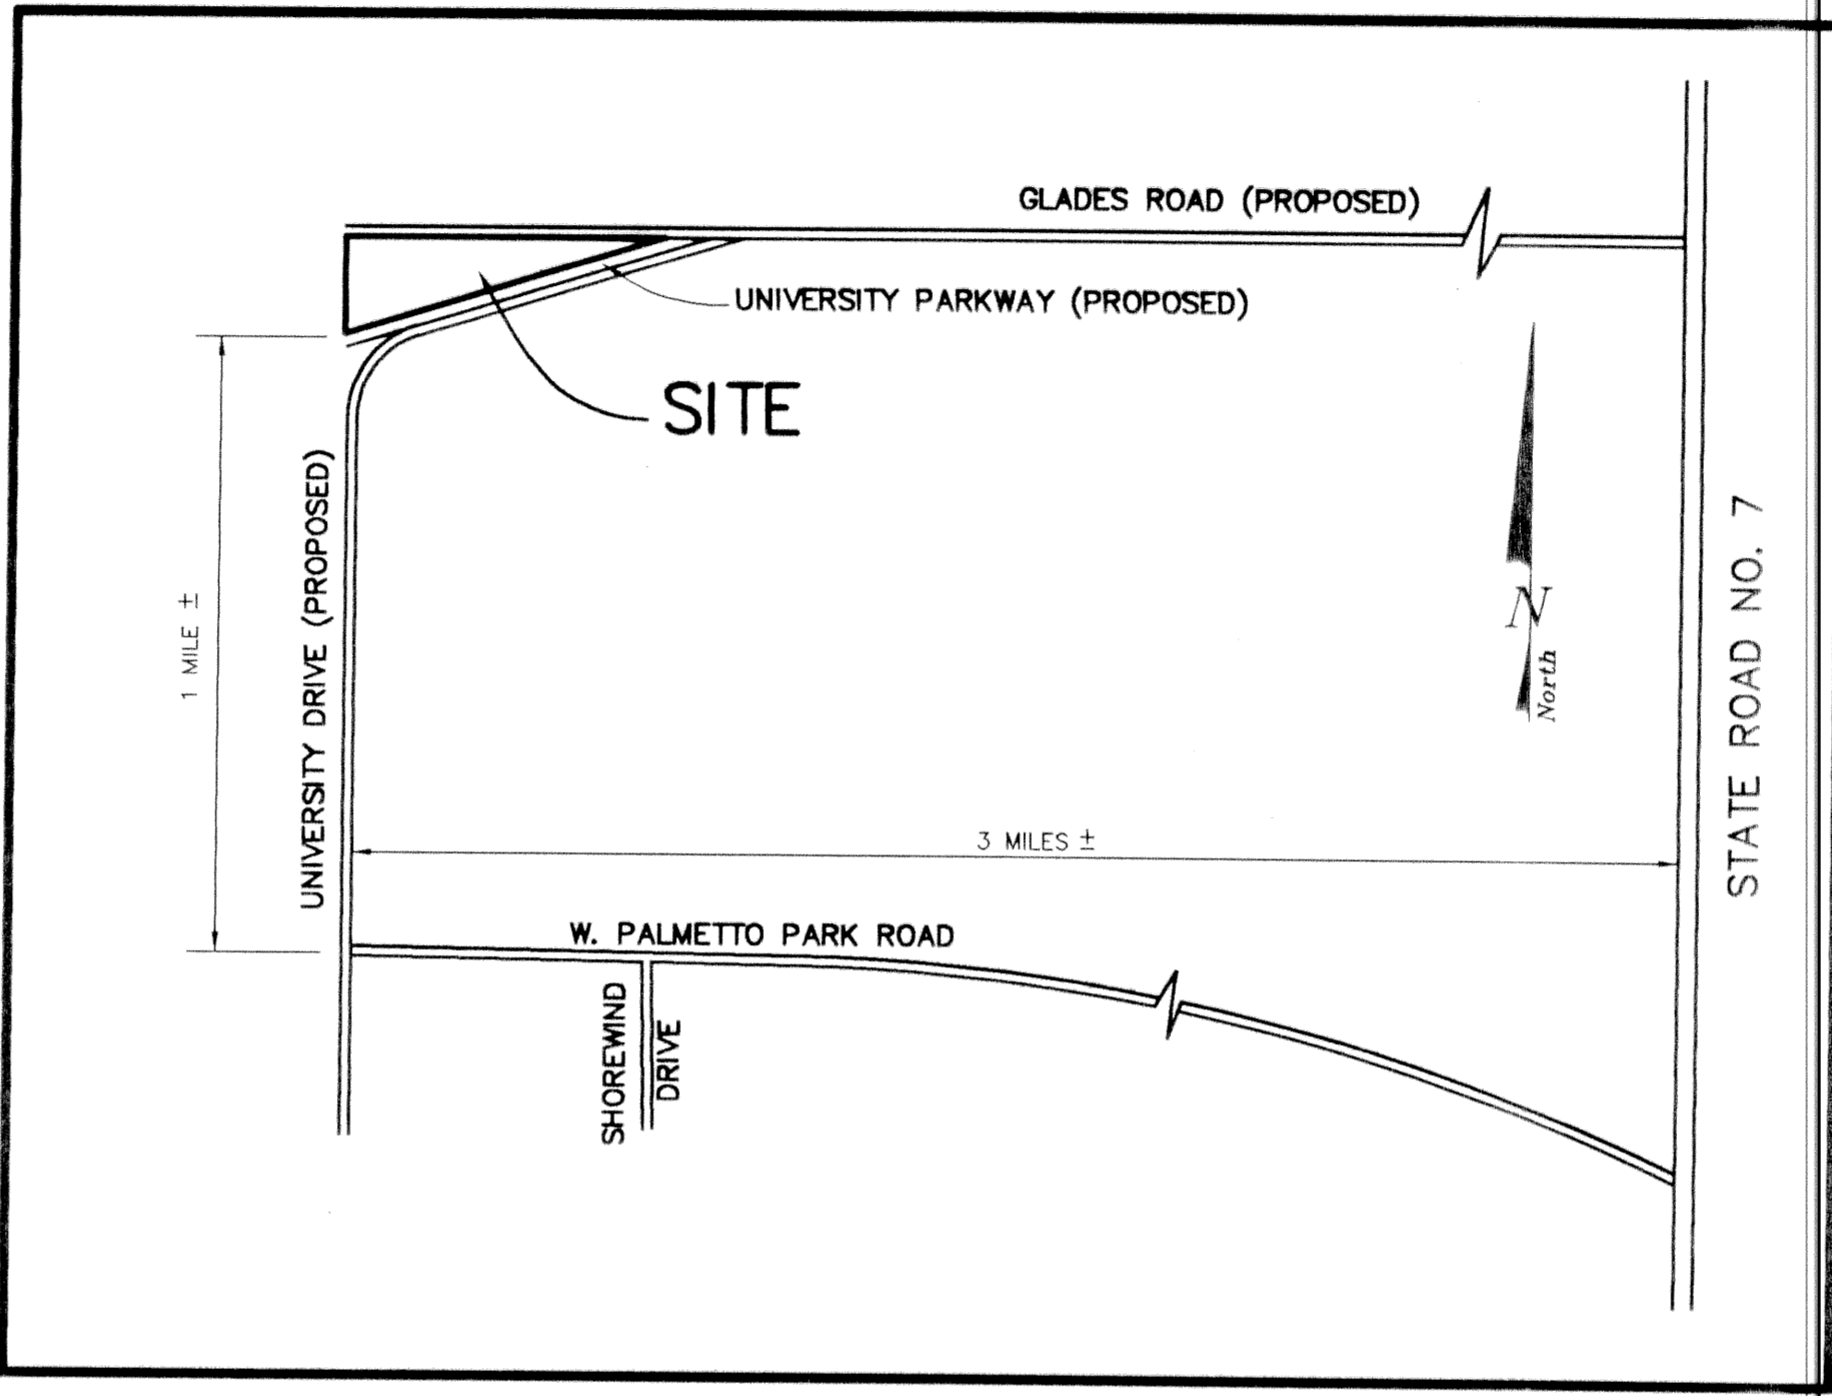 GLADES ROAD (PROPOSED)
UNIVERSITY PARKWAY (PROPOSED)
SITE
UNIVERSITY DRIVE (PROPOSED)
1 MILE ±
N
North
STATE ROAD NO. 7
3 MILES ±
W. PALMETTO PARK ROAD
SHOREWIND
DRIVE